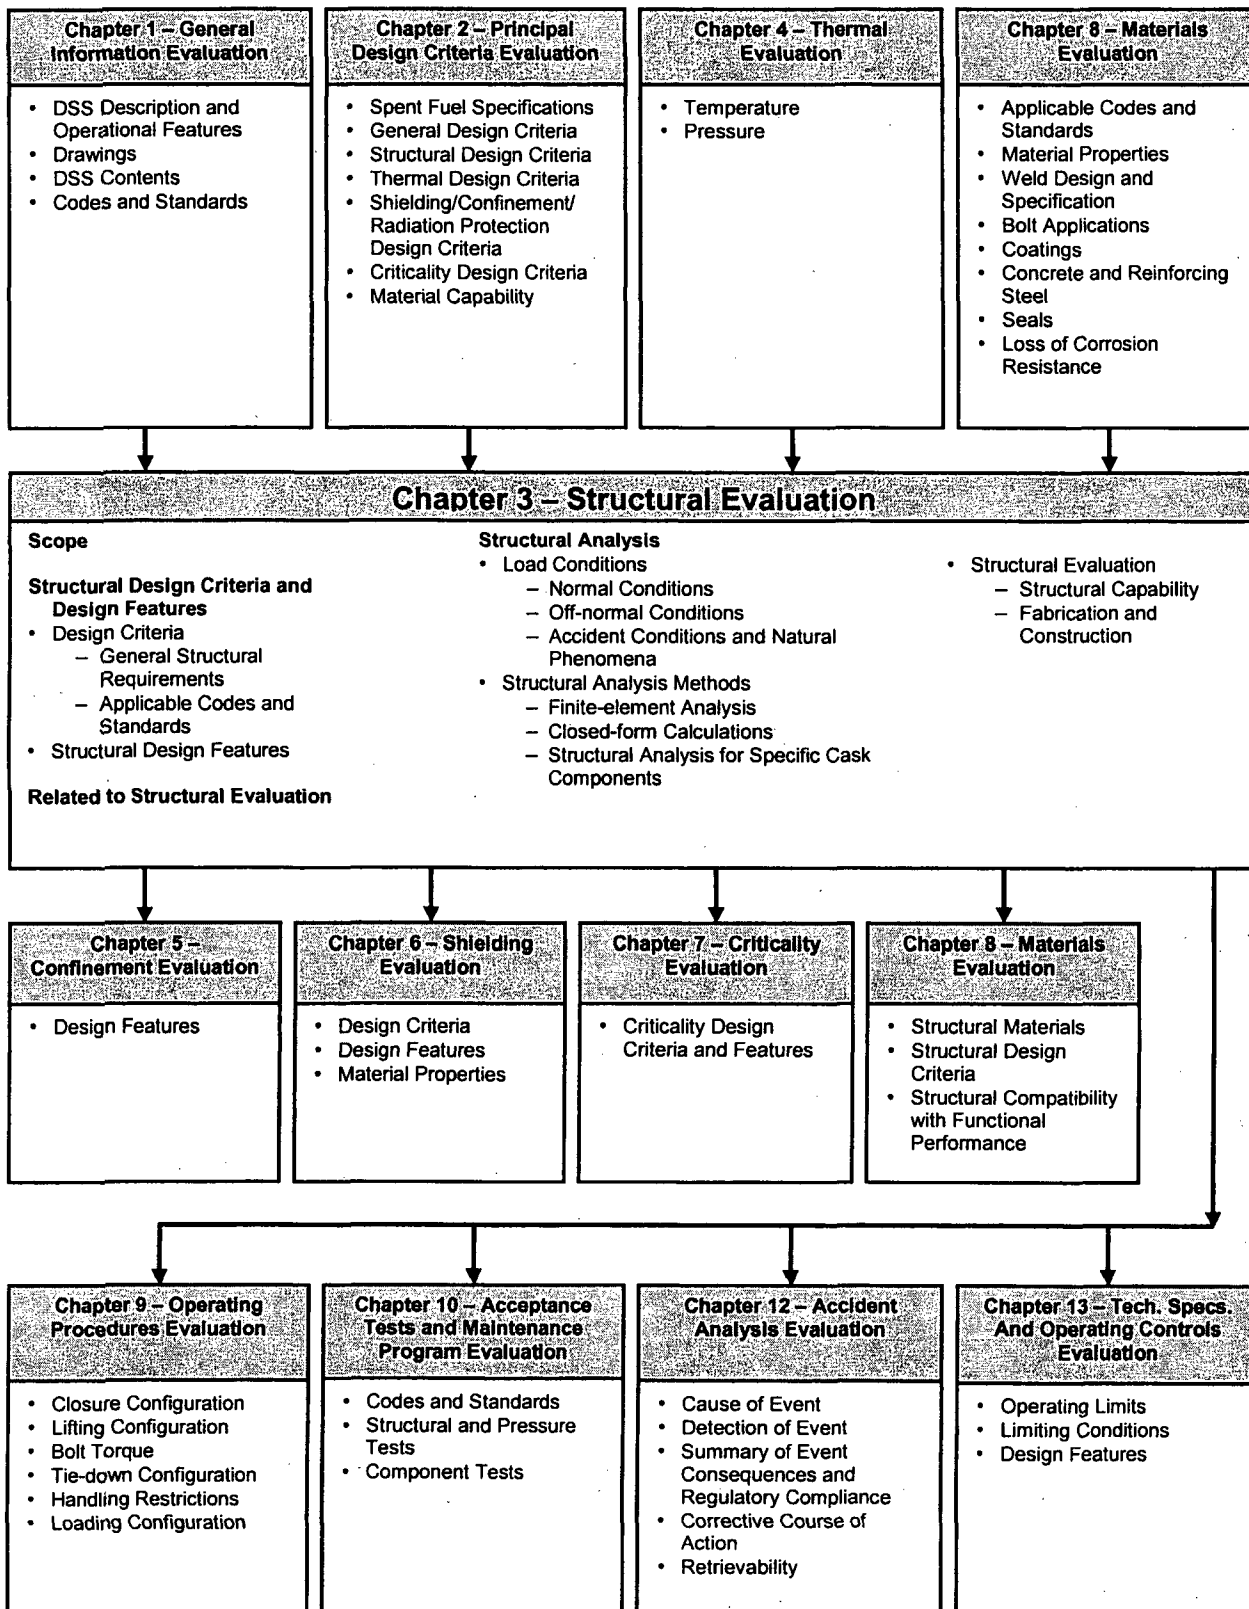 Chapter 1 – General
Information Evaluation
• DSS Description and
Operational Features
• Drawings
• DSS Contents
• Codes and Standards
Chapter 2 – Principal
Design Criteria Evaluation
• Spent Fuel Specifications
• General Design Criteria
• Structural Design Criteria
• Thermal Design Criteria
• Shielding/Confinement/
Radiation Protection
Design Criteria
• Criticality Design Criteria
• Material Capability
Chapter 4 – Thermal
Evaluation
• Temperature
• Pressure
Chapter 8 – Materials
Evaluation
• Applicable Codes and
Standards
• Material Properties
• Weld Design and
Specification
• Bolt Applications
• Coatings
• Concrete and Reinforcing
Steel
• Seals
• Loss of Corrosion
Resistance
Chapter 3 – Structural Evaluation
Scope
Structural Design Criteria and
Design Features
• Design Criteria
– General Structural
Requirements
– Applicable Codes and
Standards
• Structural Design Features
Related to Structural Evaluation
Structural Analysis
• Load Conditions
– Normal Conditions
– Off-normal Conditions
– Accident Conditions and Natural
Phenomena
• Structural Analysis Methods
– Finite-element Analysis
– Closed-form Calculations
– Structural Analysis for Specific Cask
Components
• Structural Evaluation
– Structural Capability
– Fabrication and
Construction
Chapter 5 –
Confinement Evaluation
• Design Features
Chapter 6 – Shielding
Evaluation
• Design Criteria
• Design Features
• Material Properties
Chapter 7 – Criticality
Evaluation
• Criticality Design
Criteria and Features
Chapter 8 – Materials
Evaluation
• Structural Materials
• Structural Design
Criteria
• Structural Compatibility
with Functional
Performance
Chapter 9 – Operating
Procedures Evaluation
• Closure Configuration
• Lifting Configuration
• Bolt Torque
• Tie-down Configuration
• Handling Restrictions
• Loading Configuration
Chapter 10 – Acceptance
Tests and Maintenance
Program Evaluation
• Codes and Standards
• Structural and Pressure
Tests
• Component Tests
Chapter 12 – Accident
Analysis Evaluation
• Cause of Event
• Detection of Event
• Summary of Event
Consequences and
Regulatory Compliance
• Corrective Course of
Action
• Retrievability
Chapter 13 – Tech. Specs.
And Operating Controls
Evaluation
• Operating Limits
• Limiting Conditions
• Design Features